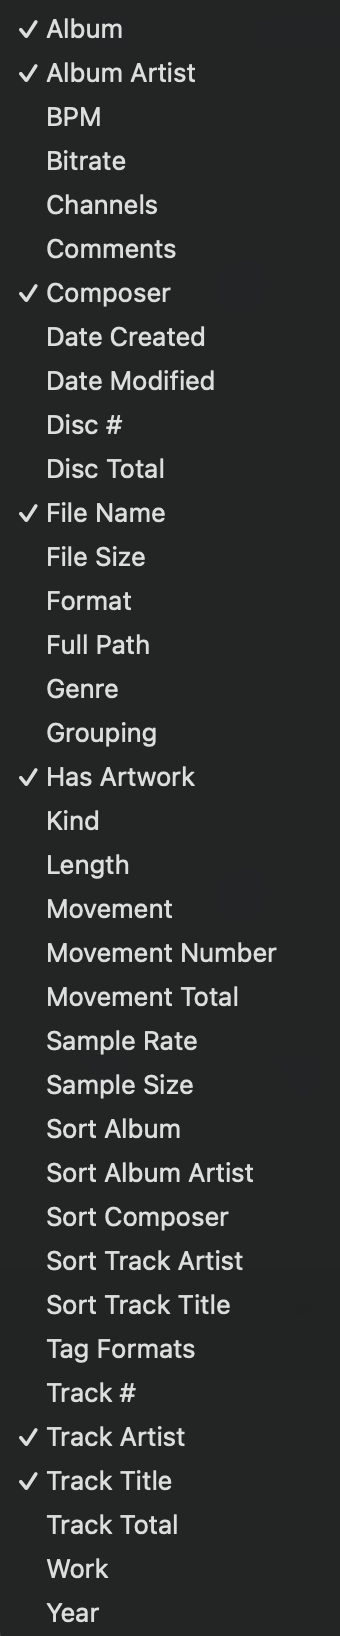 ✓ Album
✓ Album Artist
BPM
Bitrate
Channels
Comments
✓ Composer
Date Created
Date Modified
Disc #
Disc Total
✓ File Name
File Size
Format
Full Path
Genre
Grouping
✓ Has Artwork
Kind
Length
Movement
Movement Number
Movement Total
Sample Rate
Sample Size
Sort Album
Sort Album Artist
Sort Composer
Sort Track Artist
Sort Track Title
Tag Formats
Track #
✓ Track Artist
✓ Track Title
Track Total
Work
Year